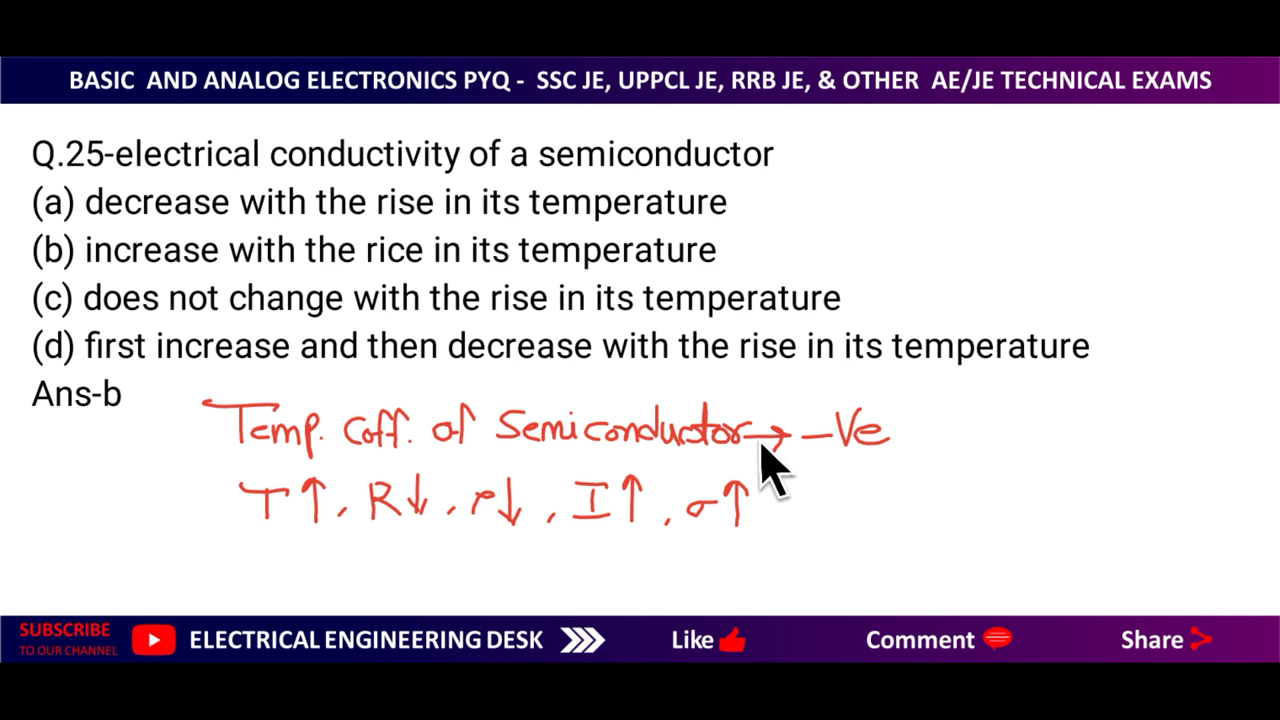 BASIC AND ANALOG ELECTRONICS PYQ - SSC JE, UPPCL JE, RRB JE, & OTHER AE/JE TECHNICAL EXAMS
Q.25-electrical conductivity of a semiconductor
(a) decrease with the rise in its temperature
(b) increase with the rice in its temperature
(c) does not change with the rise in its temperature
(d) first increase and then decrease with the rise in its temperature
Ans-b
Temp. Coff. of Semiconductor → -Ve
T↑, R↓, ρ↓, I↑, σ↑
SUBSCRIBE
TO OUR CHANNEL
ELECTRICAL ENGINEERING DESK
Like
Comment
Share